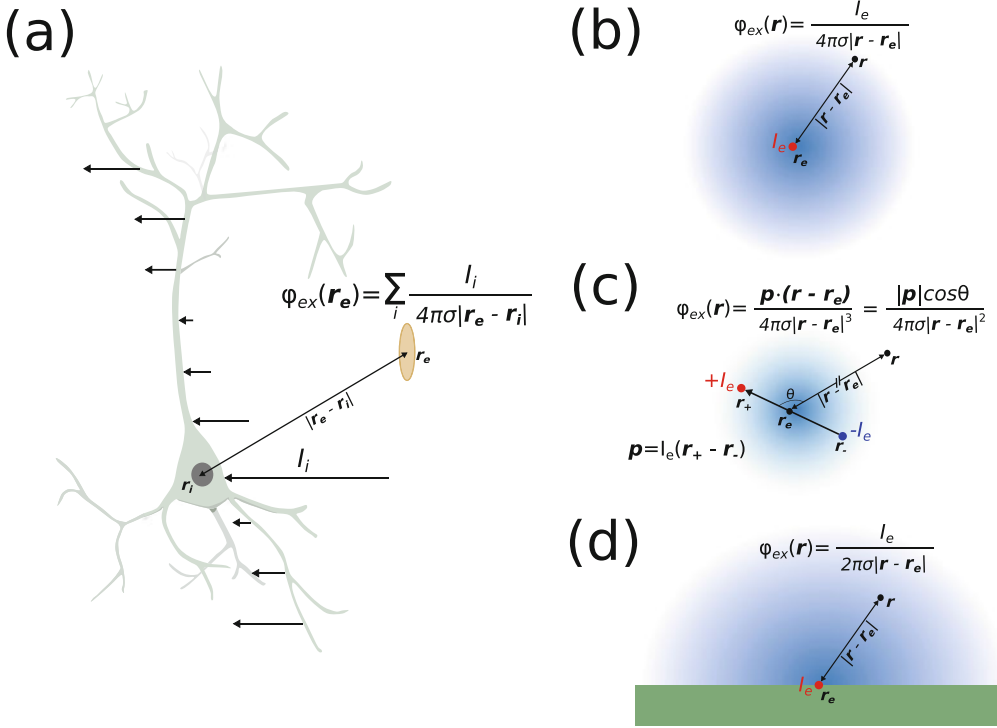 (a)
φex(re)=∑i Ii / 4πσ|re - ri|
re
|re - ri|
Ii
ri
(b)
φex(r)= Ie / 4πσ|r - re|
r
|r - re|
Ie
re
(c)
φex(r)= p·(r - re) / 4πσ|r - re|³ = |p|cosθ / 4πσ|r - re|²
r
+Ie
θ
|r - re|
r+
re
-Ie
r-
p=Ie(r+ - r-)
(d)
φex(r)= Ie / 2πσ|r - re|
r
|r - re|
Ie
re